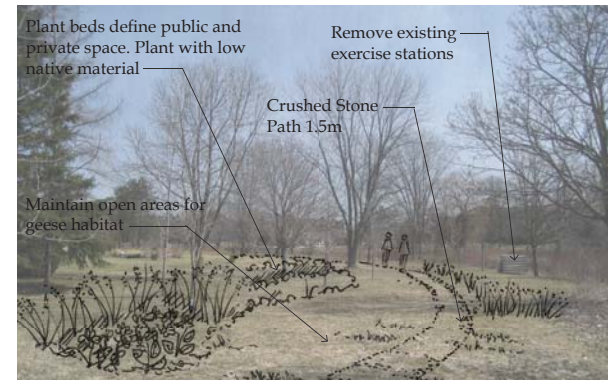 Plant beds define public and
private space. Plant with low
native material
Remove existing
exercise stations
Crushed Stone
Path 1.5m
Maintain open areas for
geese habitat